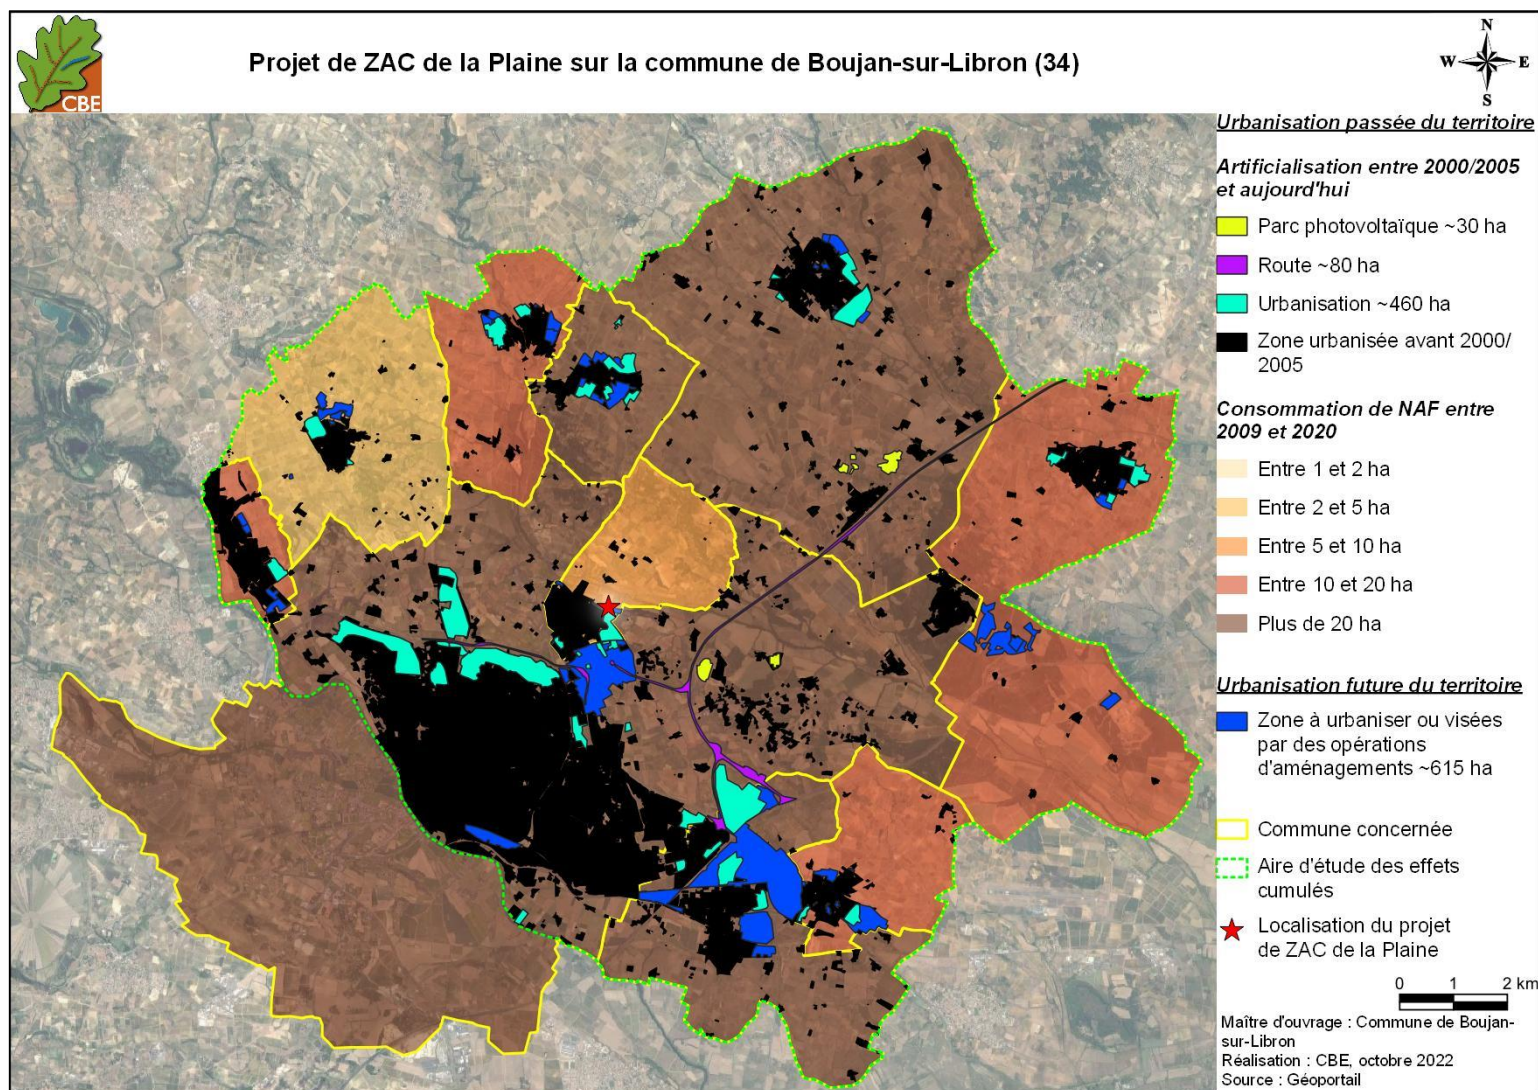 CBE
Projet de ZAC de la Plaine sur la commune de Boujan-sur-Libron (34)
N
W E
S
Urbanisation passée du territoire
Artificialisation entre 2000/2005
et aujourd'hui
Parc photovoltaïque ~30 ha
Route ~80 ha
Urbanisation ~460 ha
Zone urbanisée avant 2000/
2005
Consommation de NAF entre
2009 et 2020
Entre 1 et 2 ha
Entre 2 et 5 ha
Entre 5 et 10 ha
Entre 10 et 20 ha
Plus de 20 ha
Urbanisation future du territoire
Zone à urbaniser ou visées
par des opérations
d'aménagements ~615 ha
Commune concernée
Aire d'étude des effets
cumulés
Localisation du projet
de ZAC de la Plaine
0 1 2 km
Maître d'ouvrage : Commune de Boujan-
sur-Libron
Réalisation : CBE, octobre 2022
Source : Géoportail